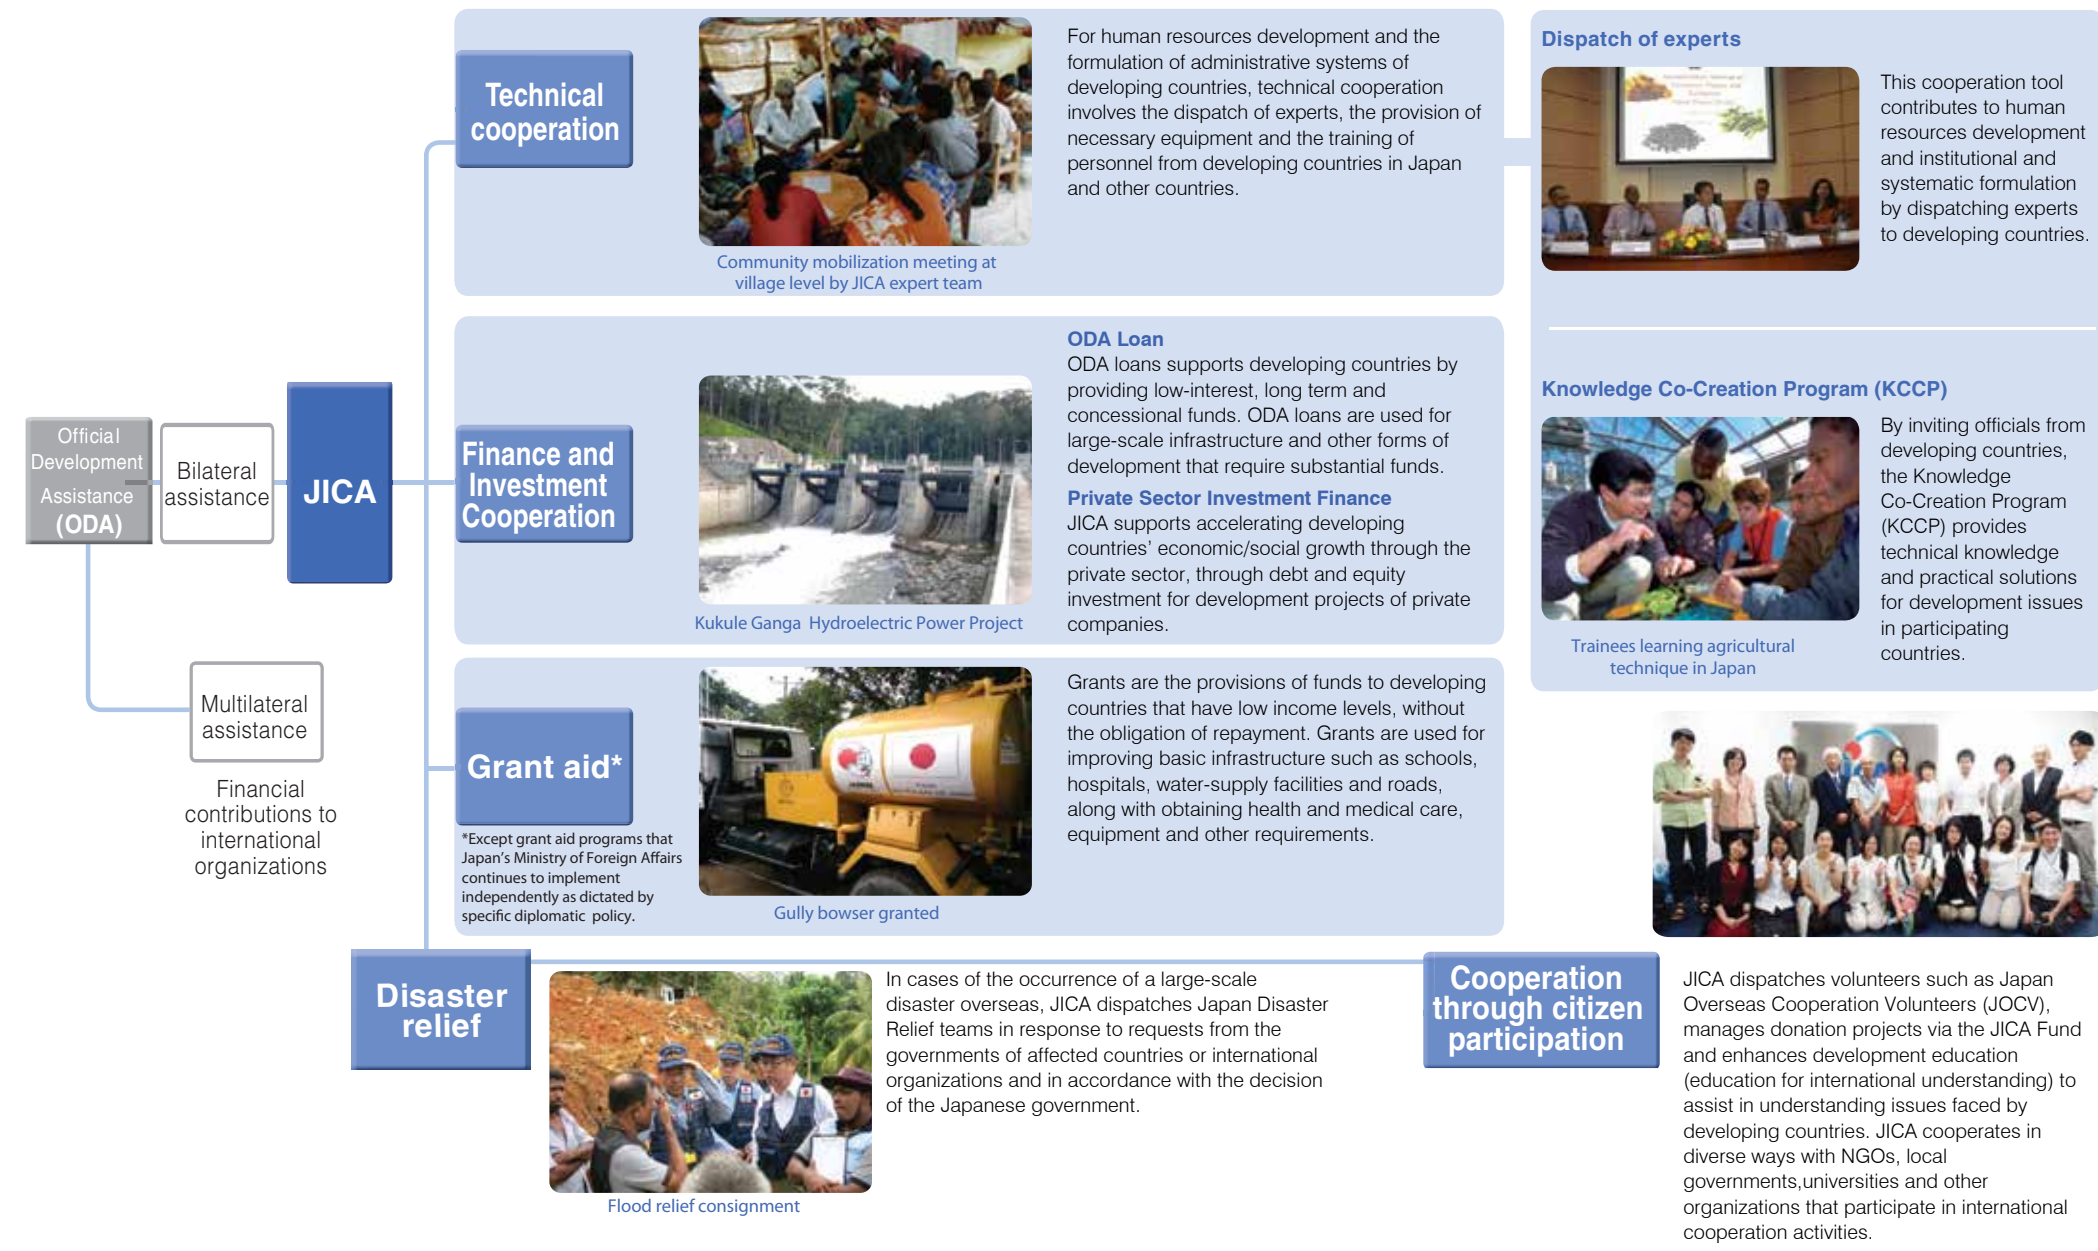 Official
Development
Assistance
(ODA)
Bilateral
assistance
JICA
Multilateral
assistance
Financial
contributions to
international
organizations
Technical
cooperation
Community mobilization meeting at
village level by JICA expert team
For human resources development and the
formulation of administrative systems of
developing countries, technical cooperation
involves the dispatch of experts, the provision of
necessary equipment and the training of
personnel from developing countries in Japan
and other countries.
Dispatch of experts
This cooperation tool
contributes to human
resources development
and institutional and
systematic formulation
by dispatching experts
to developing countries.
Knowledge Co-Creation Program (KCCP)
By inviting officials from
developing countries,
the Knowledge
Co-Creation Program
(KCCP) provides
technical knowledge
and practical solutions
for development issues
in participating
countries.
Trainees learning agricultural
technique in Japan
Finance and
Investment
Cooperation
Kukule Ganga Hydroelectric Power Project
ODA Loan
ODA loans supports developing countries by
providing low-interest, long term and
concessional funds. ODA loans are used for
large-scale infrastructure and other forms of
development that require substantial funds.
Private Sector Investment Finance
JICA supports accelerating developing
countries' economic/social growth through the
private sector, through debt and equity
investment for development projects of private
companies.
Grant aid*
*Except grant aid programs that
Japan's Ministry of Foreign Affairs
continues to implement
independently as dictated by
specific diplomatic policy.
Gully bowser granted
Grants are the provisions of funds to developing
countries that have low income levels, without
the obligation of repayment. Grants are used for
improving basic infrastructure such as schools,
hospitals, water-supply facilities and roads,
along with obtaining health and medical care,
equipment and other requirements.
Disaster
relief
Flood relief consignment
In cases of the occurrence of a large-scale
disaster overseas, JICA dispatches Japan Disaster
Relief teams in response to requests from the
governments of affected countries or international
organizations and in accordance with the decision
of the Japanese government.
Cooperation
through citizen
participation
JICA dispatches volunteers such as Japan
Overseas Cooperation Volunteers (JOCV),
manages donation projects via the JICA Fund
and enhances development education
(education for international understanding) to
assist in understanding issues faced by
developing countries. JICA cooperates in
diverse ways with NGOs, local
governments,universities and other
organizations that participate in international
cooperation activities.